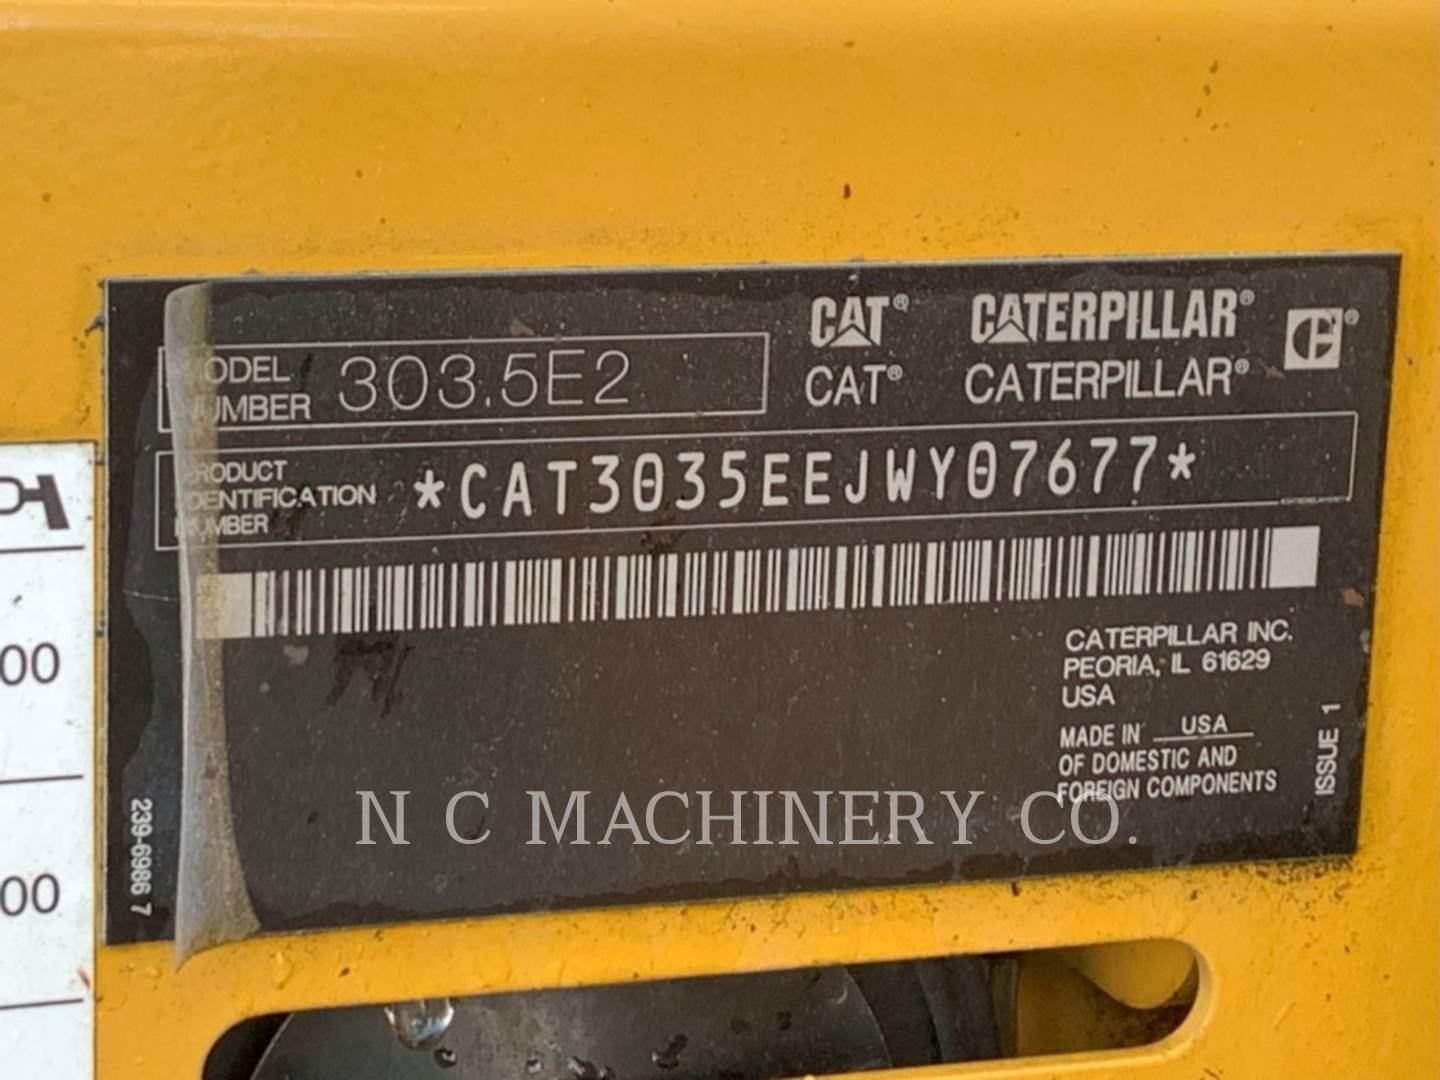 CAT® CATERPILLAR®
MODEL NUMBER 303.5E2
CAT® CATERPILLAR®
PRODUCT IDENTIFICATION NUMBER *CAT3035EEJWY07677*
CATERPILLAR INC.
PEORIA, IL 61629
USA
MADE IN USA
OF DOMESTIC AND
FOREIGN COMPONENTS
ISSUE 1
239-6986 7
00
00
N C MACHINERY CO.